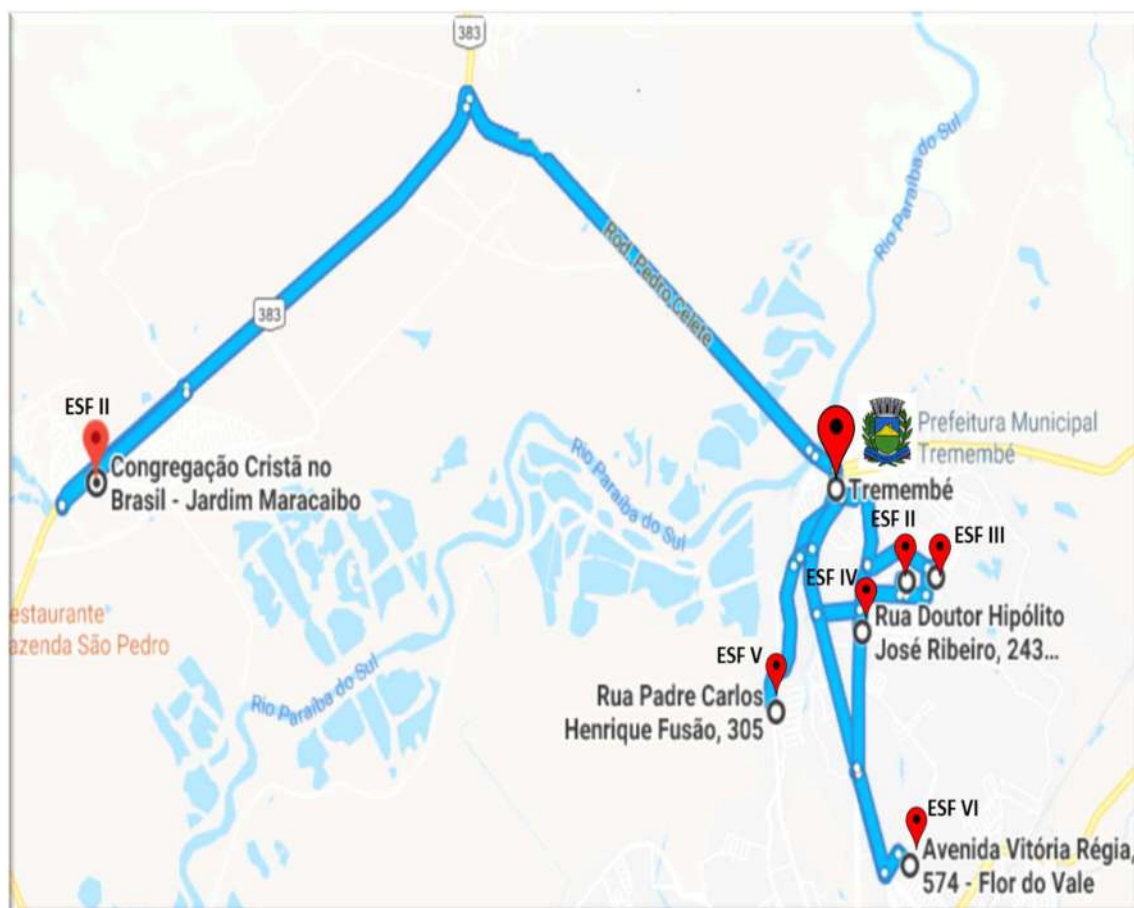 383
Rio Paraíba do Sul
Rod. Pedro Celete
383
ESF II
Congregação Cristã no
Brasil - Jardim Maracaibo
Prefeitura Municipal
Tremembé
Tremembé
Rio Paraíba do Sul
ESF II
ESF III
ESF IV
Rua Doutor Hipólito
José Ribeiro, 243...
estaurante
azenda São Pedro
ESF V
Rua Padre Carlos
Henrique Fusão, 305
Rio Paraíba do Sul
ESF VI
Avenida Vitória Régia,
574 - Flor do Vale